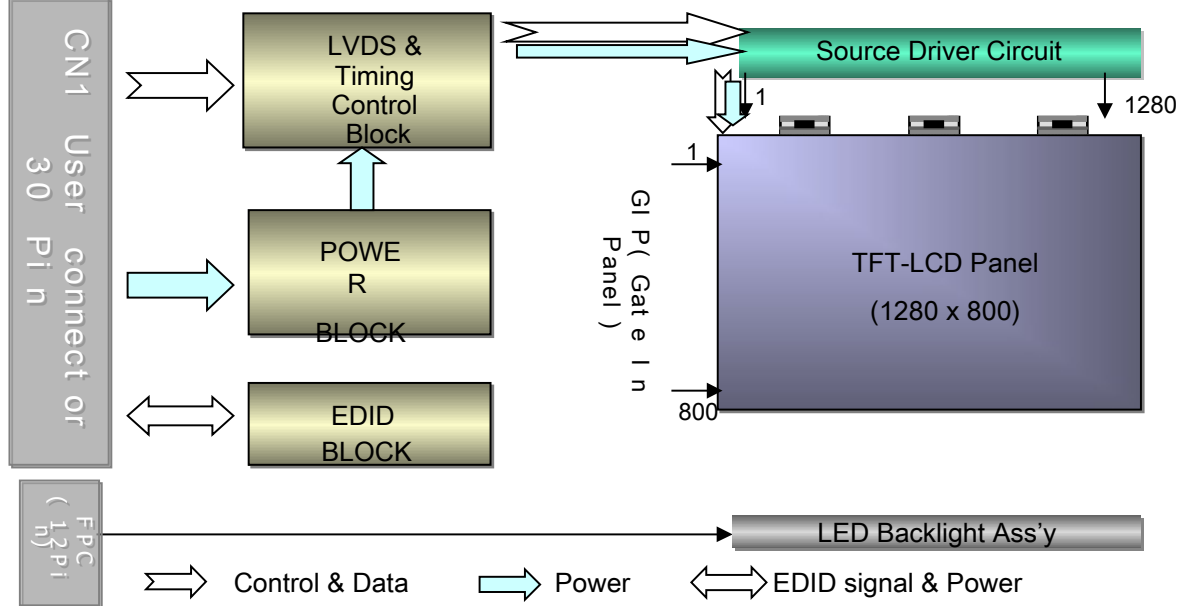 CN1 User connector
30 Pin
LVDS &
Timing
Control
Block
POWE
R
BLOCK
EDID
BLOCK
Source Driver Circuit
1
1280
1
GIP( Gate In
Panel )
800
TFT-LCD Panel
(1280 x 800)
FPC
( 12Pi
n)
LED Backlight Ass'y
Control & Data
Power
EDID signal & Power